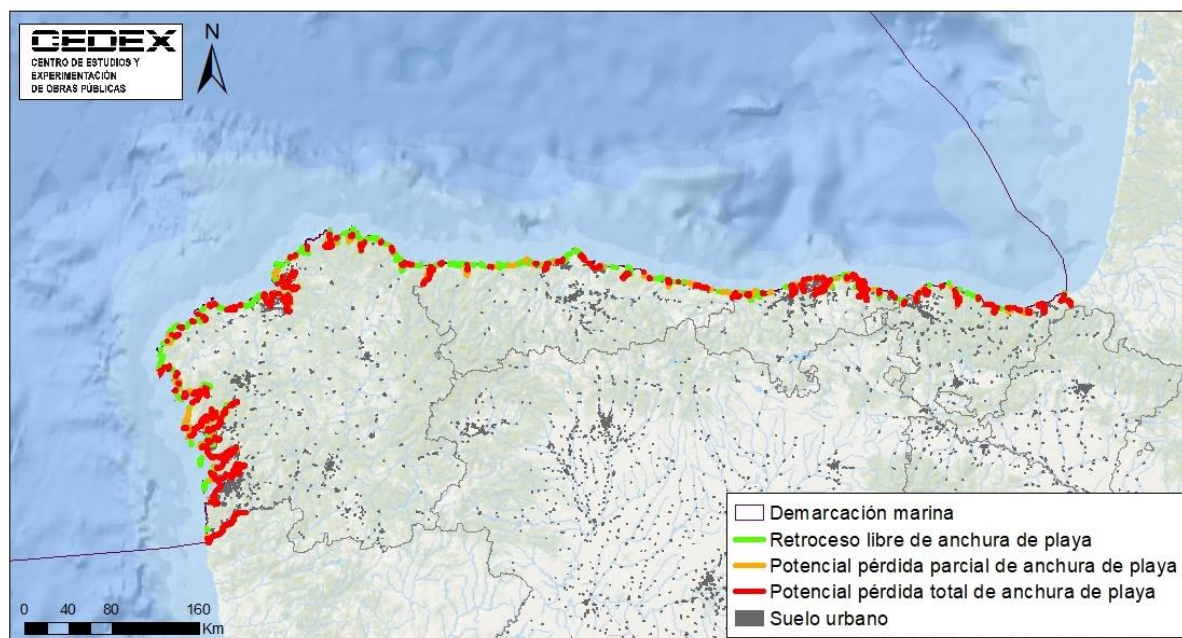 CEDEX
CENTRO DE ESTUDIOS Y
EXPERIMENTACIÓN
DE OBRAS PÚBLICAS
N
Demarcación marina
Retroceso libre de anchura de playa
Potencial pérdida parcial de anchura de playa
Potencial pérdida total de anchura de playa
Suelo urbano
0 40 80 160
Km